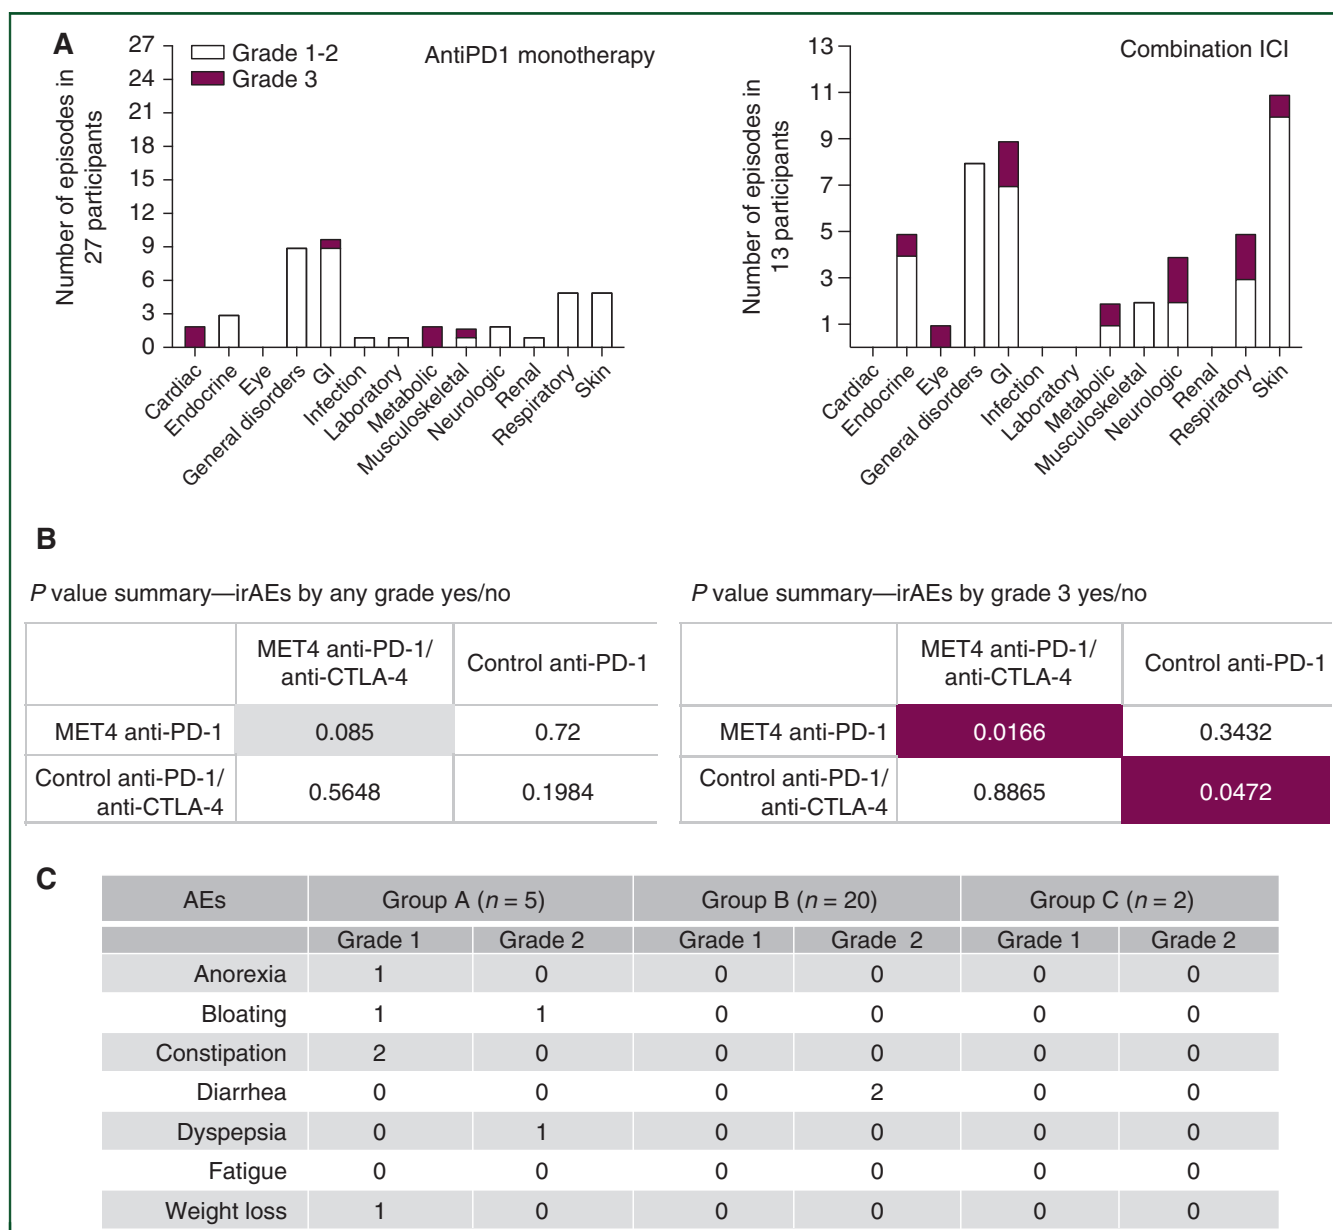 A
27
24
21
18
15
12
9
6
3
0
Number of episodes in
27 participants
Grade 1-2
Grade 3
AntiPD1 monotherapy
Cardiac
Endocrine
Eye
General disorders
GI
Infection
Laboratory
Metabolic
Musculoskeletal
Neurologic
Renal
Respiratory
Skin
13
11
9
7
5
3
1
Number of episodes in
13 participants
Combination ICI
Cardiac
Endocrine
Eye
General disorders
GI
Infection
Laboratory
Metabolic
Musculoskeletal
Neurologic
Renal
Respiratory
Skin
B
P value summary—irAEs by any grade yes/no
MET4 anti-PD-1/
anti-CTLA-4
Control anti-PD-1
MET4 anti-PD-1 0.085 0.72
Control anti-PD-1/
anti-CTLA-4
0.5648 0.1984
P value summary—irAEs by grade 3 yes/no
MET4 anti-PD-1/
anti-CTLA-4
Control anti-PD-1
MET4 anti-PD-1 0.0166 0.3432
Control anti-PD-1/
anti-CTLA-4
0.8865 0.0472
C
AEs Group A (n = 5) Group B (n = 20) Group C (n = 2)
Grade 1 Grade 2 Grade 1 Grade 2 Grade 1 Grade 2
Anorexia 1 0 0 0 0 0
Bloating 1 1 0 0 0 0
Constipation 2 0 0 0 0 0
Diarrhea 0 0 0 2 0 0
Dyspepsia 0 1 0 0 0 0
Fatigue 0 0 0 0 0 0
Weight loss 1 0 0 0 0 0